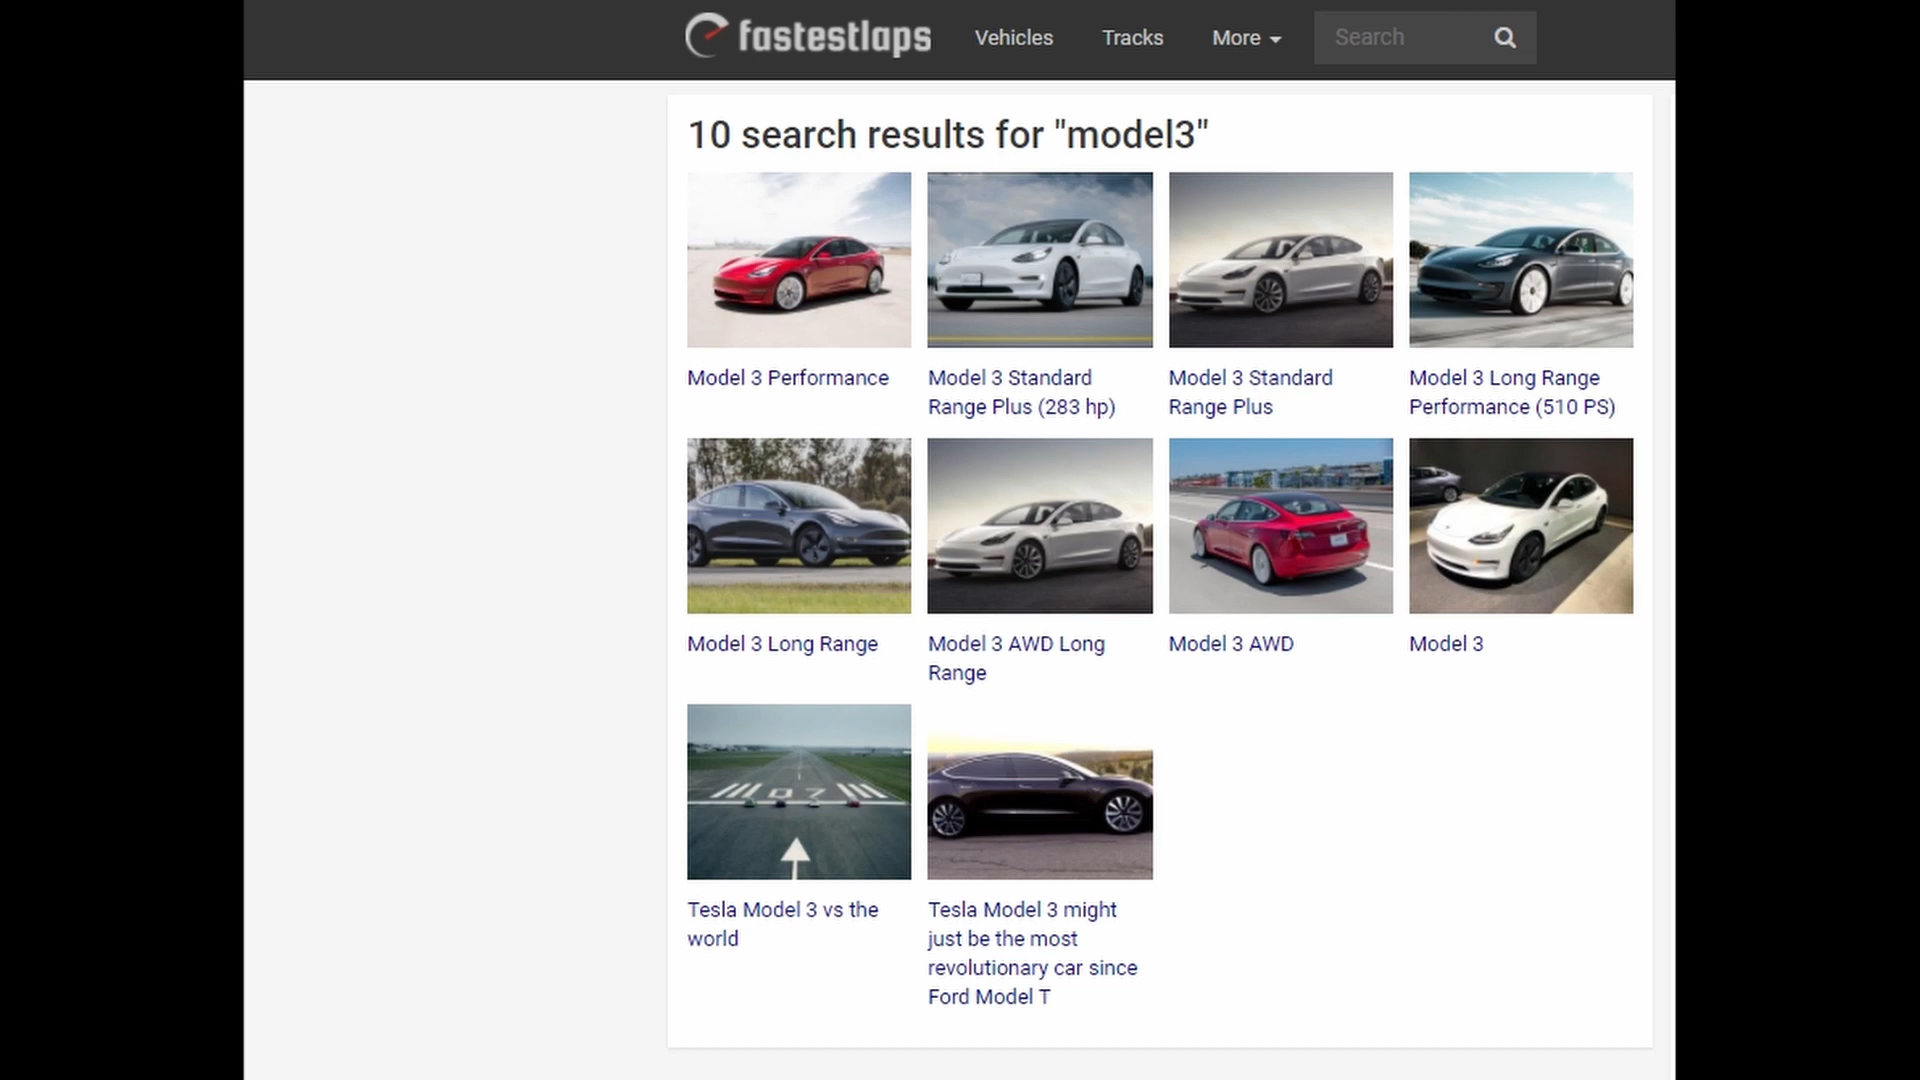 fastestlaps Vehicles Tracks More Search
10 search results for "model3"
Model 3 Performance
Model 3 Standard
Range Plus (283 hp)
Model 3 Standard
Range Plus
Model 3 Long Range
Performance (510 PS)
Model 3 Long Range
Model 3 AWD Long
Range
Model 3 AWD
Model 3
07
Tesla Model 3 vs the
world
Tesla Model 3 might
just be the most
revolutionary car since
Ford Model T